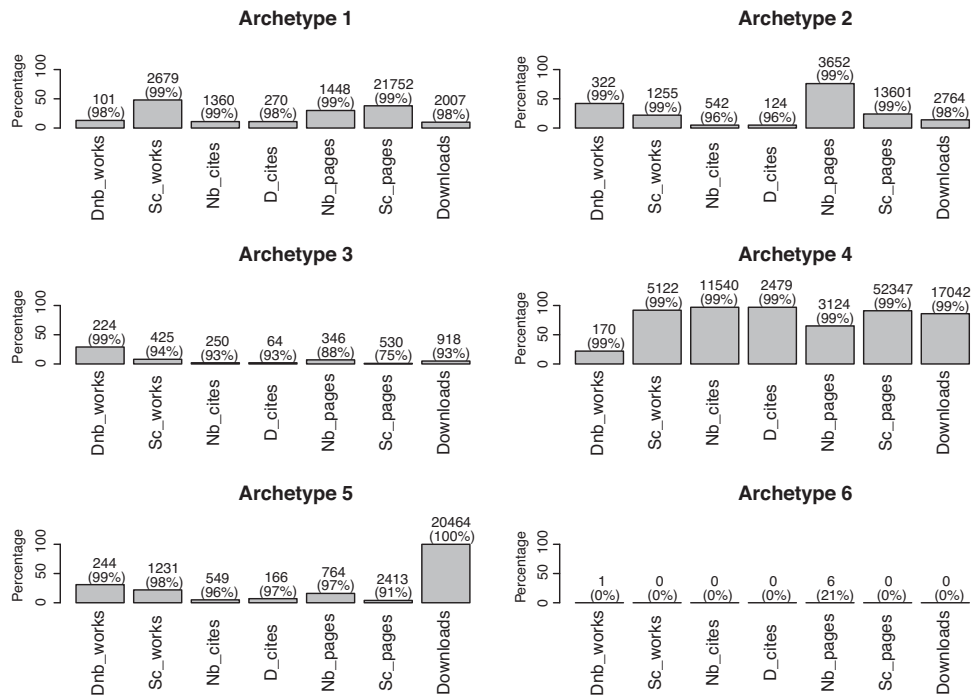 Archetype 1
Percentage
0 50 100
101 2679 1360 270 1448 21752 2007
(98%) (99%) (99%) (98%) (99%) (99%) (98%)
Dnb_works Sc_works Nb_cites D_cites Nb_pages Sc_pages Downloads
Archetype 2
Percentage
0 50 100
322 1255 542 124 3652 13601 2764
(99%) (99%) (96%) (96%) (99%) (99%) (98%)
Dnb_works Sc_works Nb_cites D_cites Nb_pages Sc_pages Downloads
Archetype 3
Percentage
0 50 100
224 425 250 64 346 530 918
(99%) (94%) (93%) (93%) (88%) (75%) (93%)
Dnb_works Sc_works Nb_cites D_cites Nb_pages Sc_pages Downloads
Archetype 4
Percentage
0 50 100
170 5122 11540 2479 3124 52347 17042
(99%) (99%) (99%) (99%) (99%) (99%) (99%)
Dnb_works Sc_works Nb_cites D_cites Nb_pages Sc_pages Downloads
Archetype 5
Percentage
0 50 100
244 1231 549 166 764 2413 20464
(99%) (98%) (96%) (97%) (97%) (91%) (100%)
Dnb_works Sc_works Nb_cites D_cites Nb_pages Sc_pages Downloads
Archetype 6
Percentage
0 50 100
1 0 0 0 6 0 0
(0%) (0%) (0%) (0%) (21%) (0%) (0%)
Dnb_works Sc_works Nb_cites D_cites Nb_pages Sc_pages Downloads